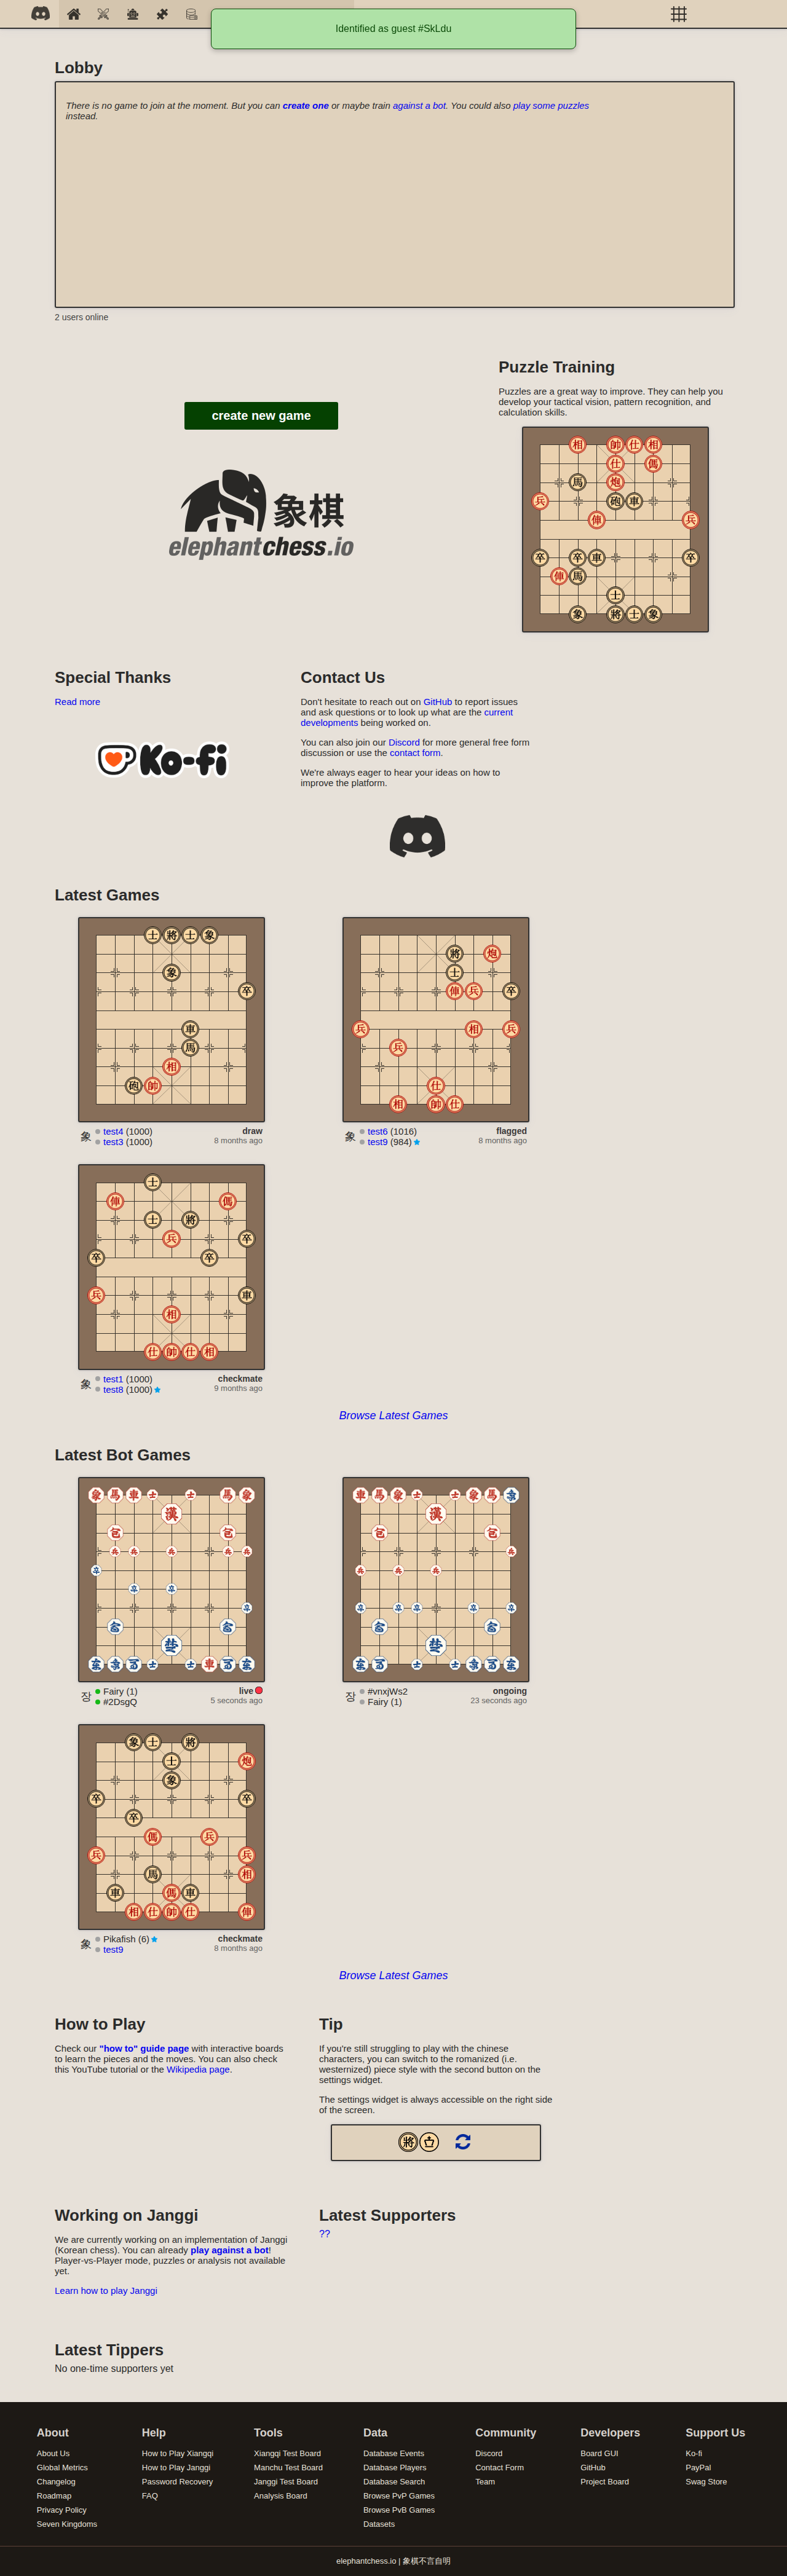 Identified as guest #SkLdu
Lobby
There is no game to join at the moment. But you can create one or maybe train against a bot. You could also play some puzzles
instead.
2 users online
create new game
象棋
elephantchess.io
Puzzle Training
Puzzles are a great way to improve. They can help you
develop your tactical vision, pattern recognition, and
calculation skills.
Special Thanks
Read more
Ko-fi
Contact Us
Don't hesitate to reach out on GitHub to report issues
and ask questions or to look up what are the current
developments being worked on.
You can also join our Discord for more general free form
discussion or use the contact form.
We're always eager to hear your ideas on how to
improve the platform.
Latest Games
象 test4 (1000) draw
test3 (1000) 8 months ago
象 test6 (1016) flagged
test9 (984) 8 months ago
象 test1 (1000) checkmate
test8 (1000) 9 months ago
Browse Latest Games
Latest Bot Games
장 Fairy (1) live
#2DsgQ 5 seconds ago
장 #vnxjWs2 ongoing
Fairy (1) 23 seconds ago
象 Pikafish (6) checkmate
test9 8 months ago
Browse Latest Games
How to Play
Check our "how to" guide page with interactive boards
to learn the pieces and the moves. You can also check
this YouTube tutorial or the Wikipedia page.
Tip
If you're still struggling to play with the chinese
characters, you can switch to the romanized (i.e.
westernized) piece style with the second button on the
settings widget.
The settings widget is always accessible on the right side
of the screen.
將
Working on Janggi
We are currently working on an implementation of Janggi
(Korean chess). You can already play against a bot!
Player-vs-Player mode, puzzles or analysis not available
yet.
Learn how to play Janggi
Latest Supporters
??
Latest Tippers
No one-time supporters yet
About
About Us
Global Metrics
Changelog
Roadmap
Privacy Policy
Seven Kingdoms
Help
How to Play Xiangqi
How to Play Janggi
Password Recovery
FAQ
Tools
Xiangqi Test Board
Manchu Test Board
Janggi Test Board
Analysis Board
Data
Database Events
Database Players
Database Search
Browse PvP Games
Browse PvB Games
Datasets
Community
Discord
Contact Form
Team
Developers
Board GUI
GitHub
Project Board
Support Us
Ko-fi
PayPal
Swag Store
elephantchess.io | 象棋不言自明